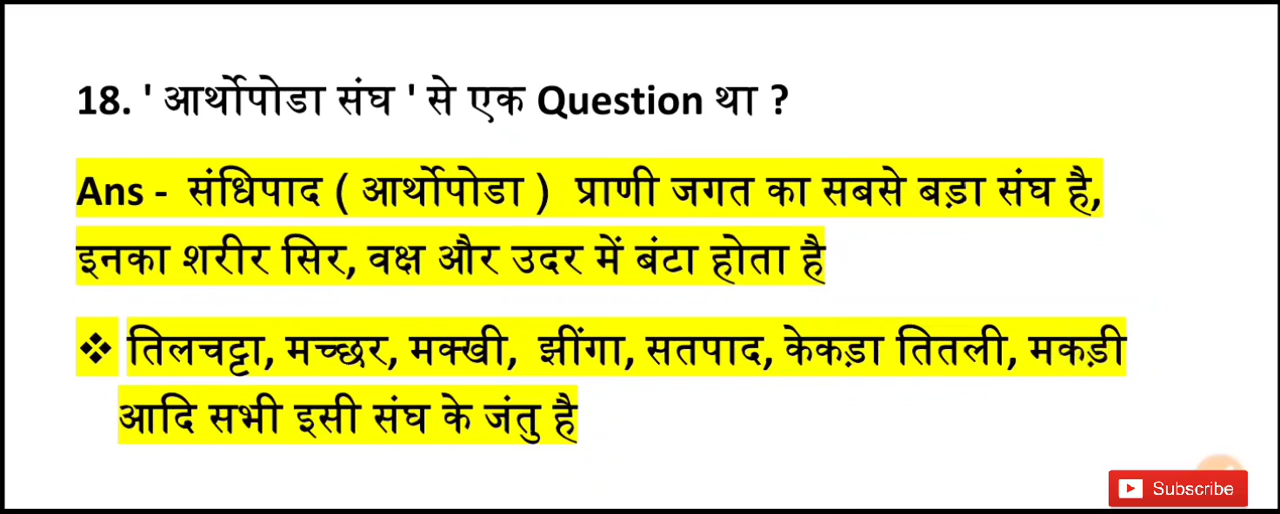 18. ' आर्थोपोडा संघ ' से एक Question था ?
Ans - संधिपाद ( आर्थोपोडा ) प्राणी जगत का सबसे बड़ा संघ है,
इनका शरीर सिर, वक्ष और उदर में बंटा होता है
❖ तिलचट्टा, मच्छर, मक्खी, झींगा, सतपाद, केकड़ा तितली, मकड़ी
आदि सभी इसी संघ के जंतु है
Subscribe